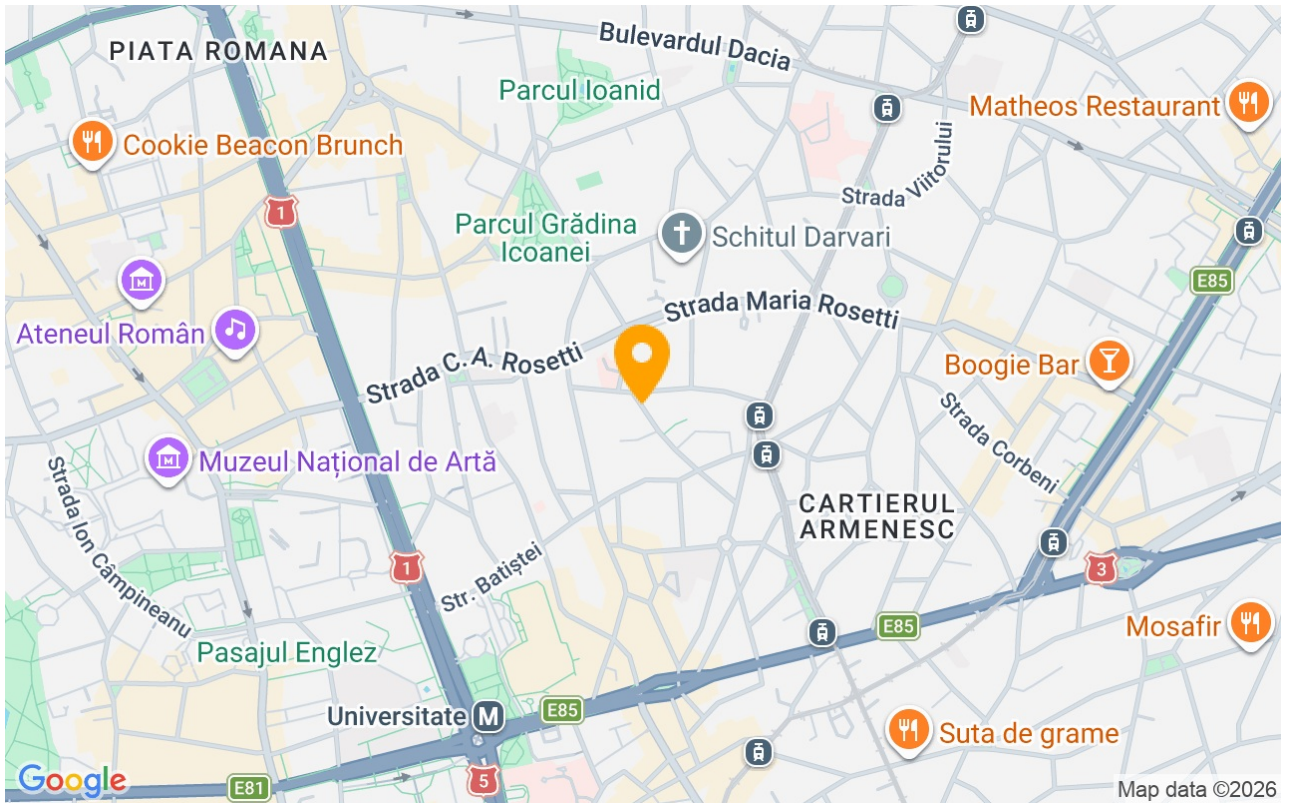 PIATA ROMANA
Bulevardul Dacia
Parcul Ioanid
Matheos Restaurant
Cookie Beacon Brunch
Strada Viitorului
1
Parcul Grădina
Icoanei
Schitul Darvari
E85
Strada Maria Rosetti
Ateneul Român
Strada C. A. Rosetti
Boogie Bar
Strada Corbeni
Muzeul Național de Artă
Strada Ion Câmpineanu
CARTIERUL
ARMENESC
1
3
Str. Batiștei
E85
Mosafir
Pasajul Englez
Universitate M
E85
Suta de grame
Google
E81
5
Map data ©2026